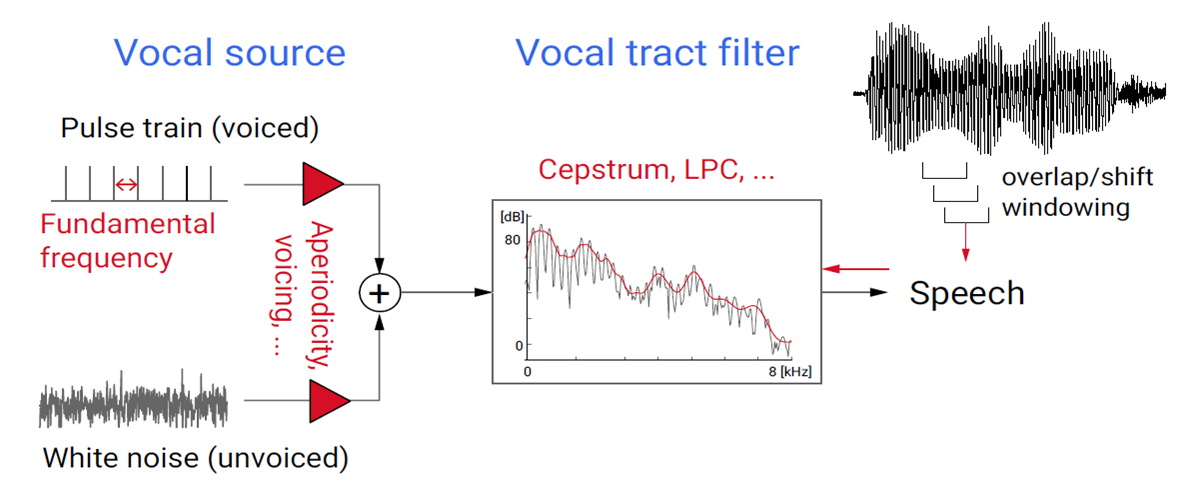 Vocal source
Vocal tract filter
Pulse train (voiced)
Fundamental
frequency
Aperiodicity,
voicing, ....
+
White noise (unvoiced)
Cepstrum, LPC, ...
[dB]
80
0
0
8 [kHz]
overlap/shift
windowing
Speech